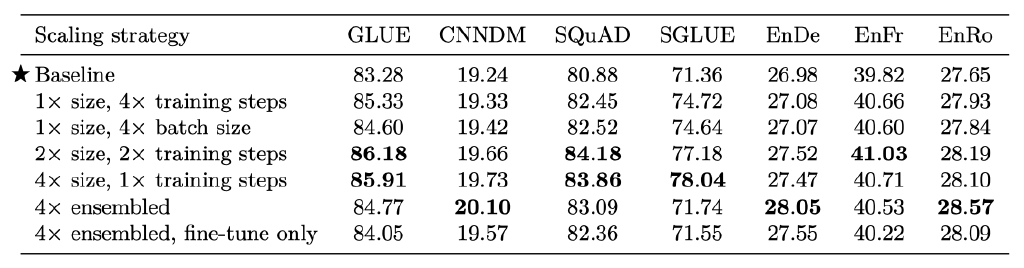 Scaling strategy GLUE CNNDM SQuAD SGLUE EnDe EnFr EnRo
★ Baseline 83.28 19.24 80.88 71.36 26.98 39.82 27.65
1× size, 4× training steps 85.33 19.33 82.45 74.72 27.08 40.66 27.93
1× size, 4× batch size 84.60 19.42 82.52 74.64 27.07 40.60 27.84
2× size, 2× training steps 86.18 19.66 84.18 77.18 27.52 41.03 28.19
4× size, 1× training steps 85.91 19.73 83.86 78.04 27.47 40.71 28.10
4× ensembled 84.77 20.10 83.09 71.74 28.05 40.53 28.57
4× ensembled, fine-tune only 84.05 19.57 82.36 71.55 27.55 40.22 28.09